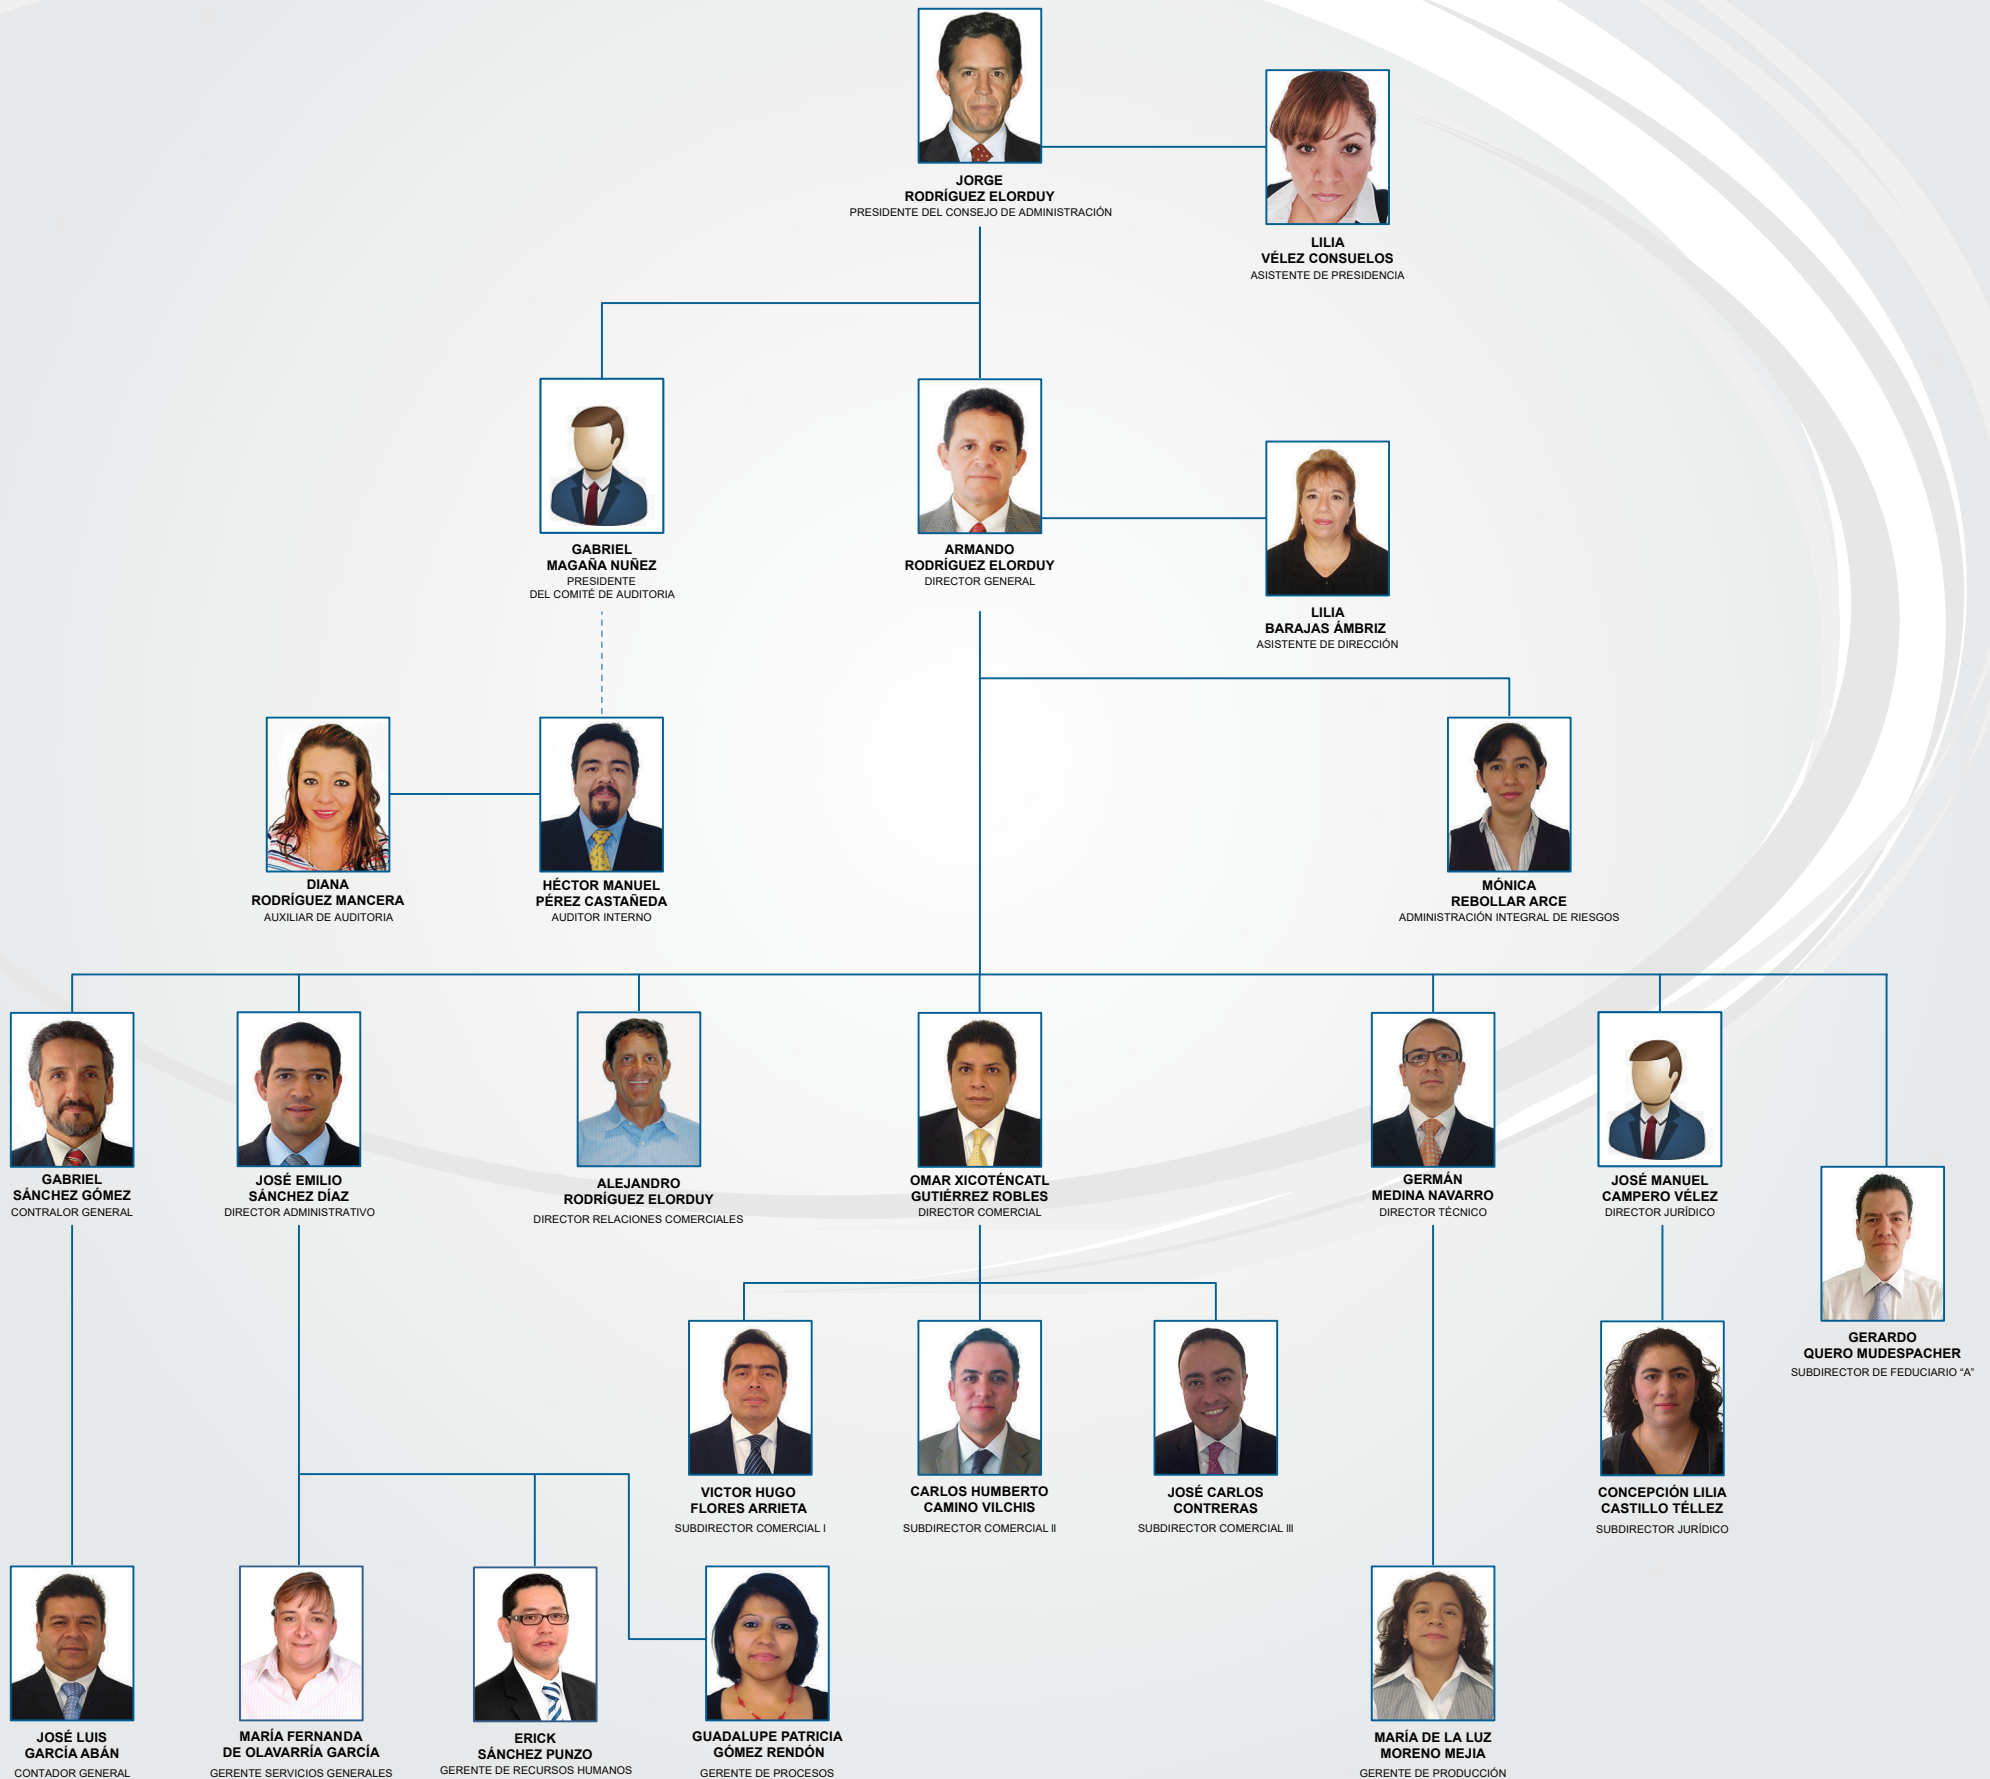 JORGE
RODRÍGUEZ ELORDUY
PRESIDENTE DEL CONSEJO DE ADMINISTRACIÓN
LILIA
VÉLEZ CONSUELOS
ASISTENTE DE PRESIDENCIA
GABRIEL
MAGAÑA NUÑEZ
PRESIDENTE
DEL COMITÉ DE AUDITORIA
ARMANDO
RODRÍGUEZ ELORDUY
DIRECTOR GENERAL
LILIA
BARAJAS ÁMBRIZ
ASISTENTE DE DIRECCIÓN
DIANA
RODRÍGUEZ MANCERA
AUXILIAR DE AUDITORIA
HÉCTOR MANUEL
PÉREZ CASTAÑEDA
AUDITOR INTERNO
MÓNICA
REBOLLAR ARCE
ADMINISTRACIÓN INTEGRAL DE RIESGOS
GABRIEL
SÁNCHEZ GÓMEZ
CONTRALOR GENERAL
JOSÉ EMILIO
SÁNCHEZ DÍAZ
DIRECTOR ADMINISTRATIVO
ALEJANDRO
RODRÍGUEZ ELORDUY
DIRECTOR RELACIONES COMERCIALES
OMAR XICOTÉNCATL
GUTIÉRREZ ROBLES
DIRECTOR COMERCIAL
GERMÁN
MEDINA NAVARRO
DIRECTOR TÉCNICO
JOSÉ MANUEL
CAMPERO VÉLEZ
DIRECTOR JURÍDICO
GERARDO
QUERO MUDESPACHER
SUBDIRECTOR DE FEDUCIARIO “A”
VICTOR HUGO
FLORES ARRIETA
SUBDIRECTOR COMERCIAL I
CARLOS HUMBERTO
CAMINO VILCHIS
SUBDIRECTOR COMERCIAL II
JOSÉ CARLOS
CONTRERAS
SUBDIRECTOR COMERCIAL III
CONCEPCIÓN LILIA
CASTILLO TÉLLEZ
SUBDIRECTOR JURÍDICO
JOSÉ LUIS
GARCÍA ABÁN
CONTADOR GENERAL
MARÍA FERNANDA
DE OLAVARRÍA GARCÍA
GERENTE SERVICIOS GENERALES
ERICK
SÁNCHEZ PUNZO
GERENTE DE RECURSOS HUMANOS
GUADALUPE PATRICIA
GÓMEZ RENDÓN
GERENTE DE PROCESOS
MARÍA DE LA LUZ
MORENO MEJIA
GERENTE DE PRODUCCIÓN